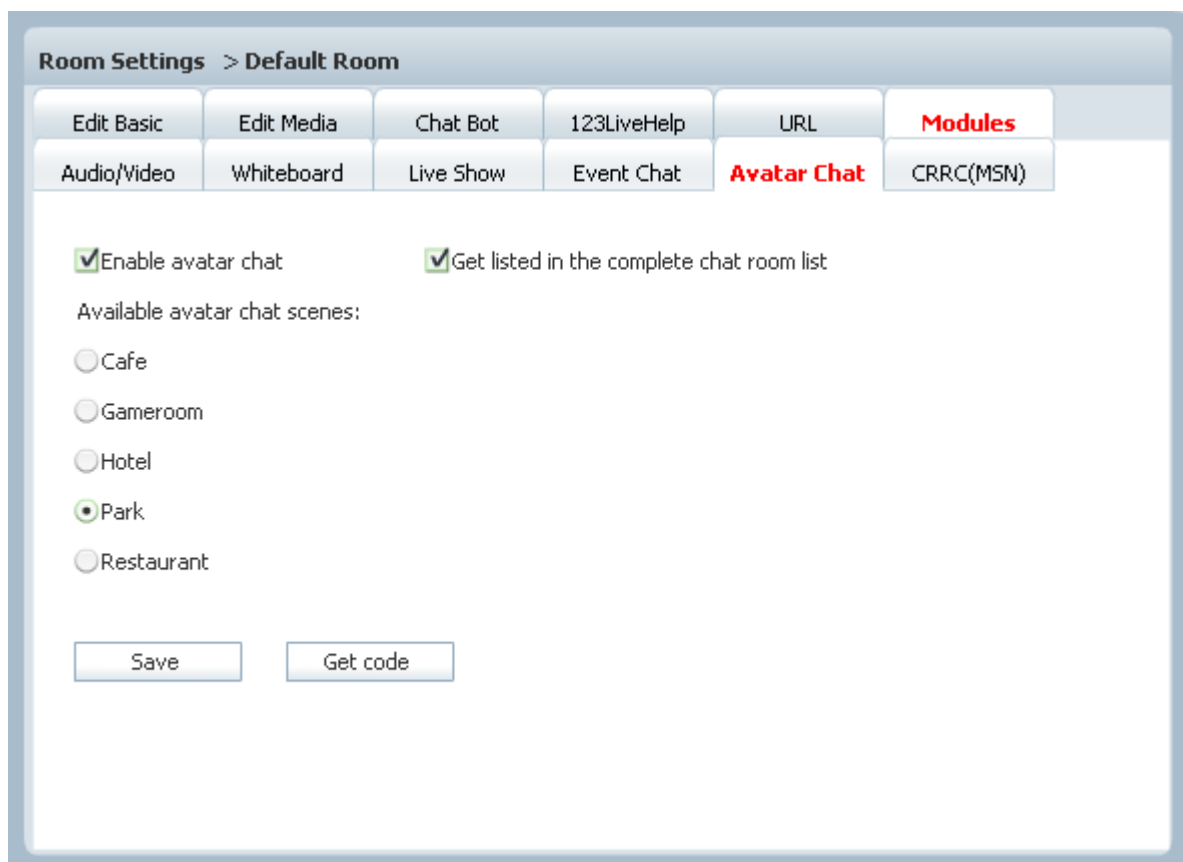 Room Settings > Default Room
Edit Basic Edit Media Chat Bot 123LiveHelp URL Modules
Audio/Video Whiteboard Live Show Event Chat Avatar Chat CRRC(MSN)
Enable avatar chat Get listed in the complete chat room list
Available avatar chat scenes:
Cafe
Gameroom
Hotel
Park
Restaurant
Save Get code